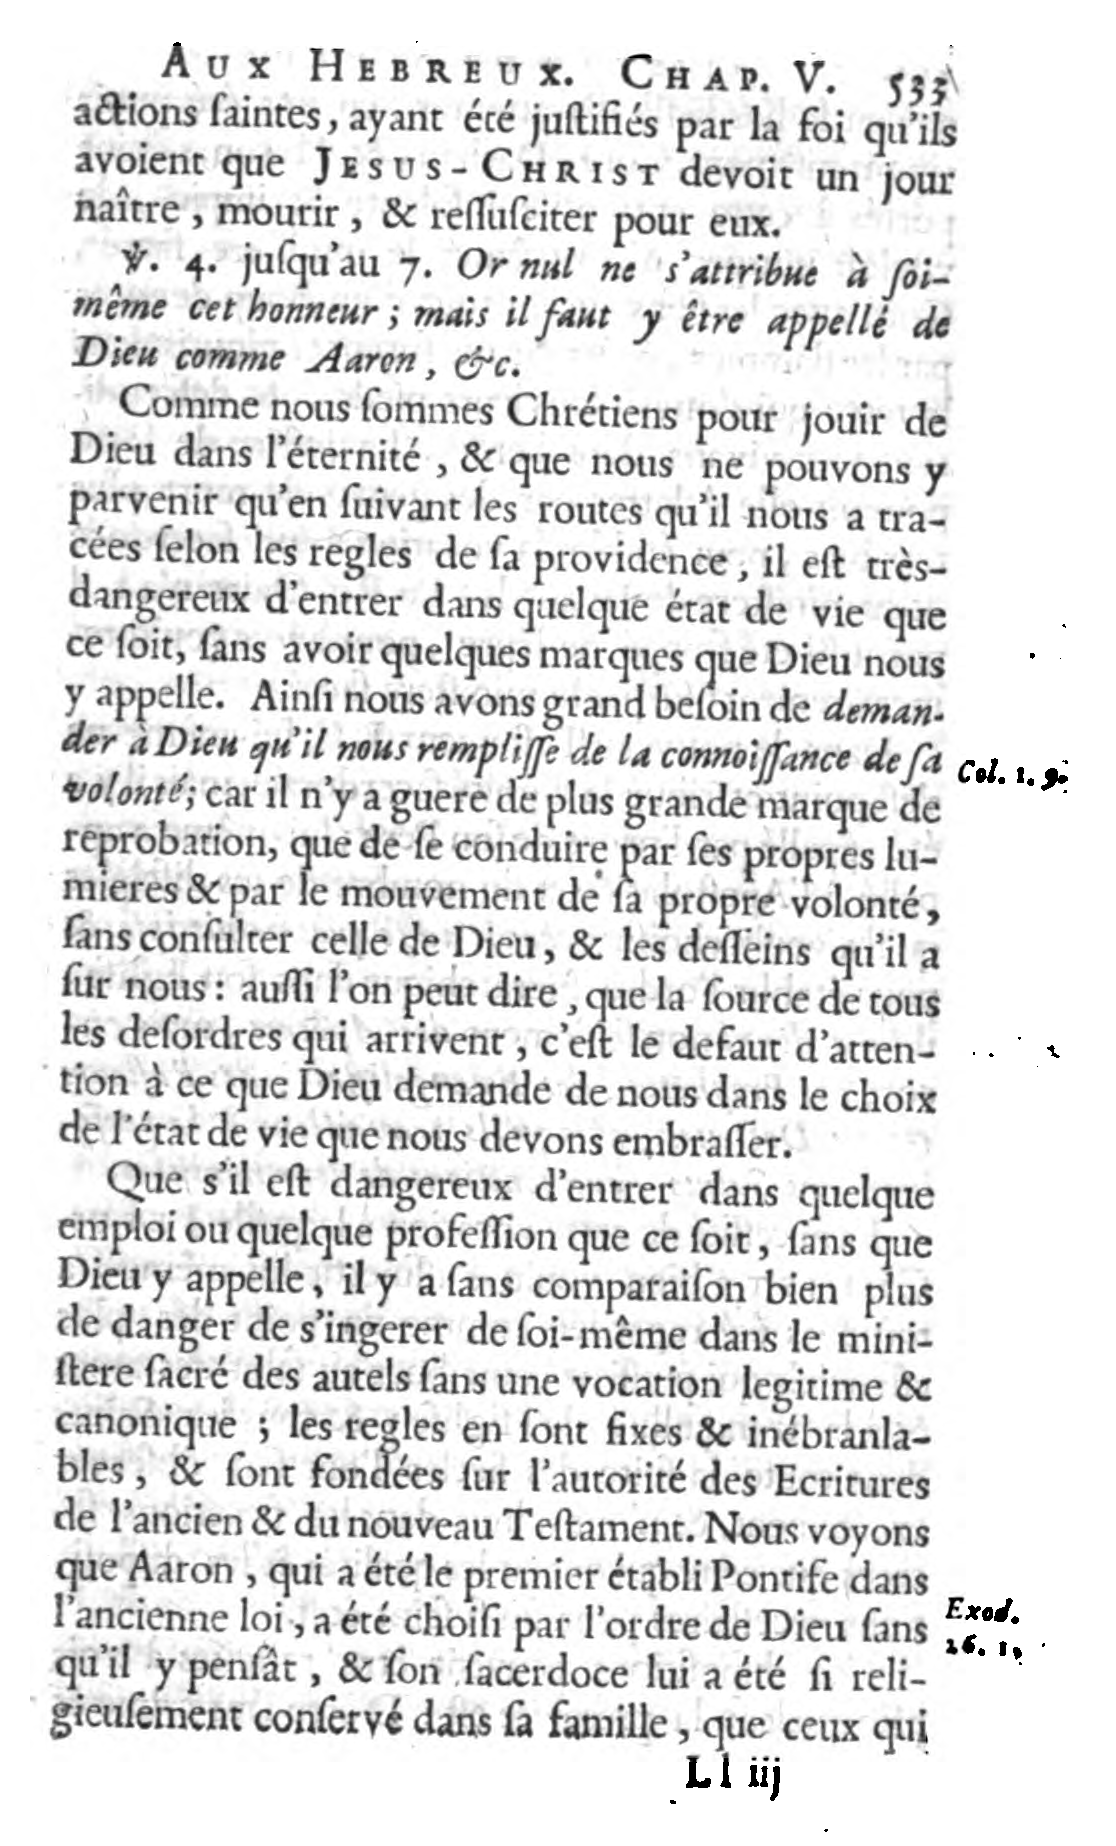 AUX HEBREUX. CHAP. V. 533
actions ſaintes, ayant été juſtifiés par la foi qu'ils
avoient que JESUS-CHRIST devoit un jour
naître, mourir, & reſſuſciter pour eux.
℣. 4. juſqu'au 7. Or nul ne s'attribue à ſoi-
même cet honneur ; mais il faut y être appellé de
Dieu comme Aaron, &c.
Comme nous ſommes Chrétiens pour jouir de
Dieu dans l'éternité, & que nous ne pouvons y
parvenir qu'en ſuivant les routes qu'il nous a tra-
cées ſelon les regles de ſa providence, il eſt très-
dangereux d'entrer dans quelque état de vie que
ce ſoit, ſans avoir quelques marques que Dieu nous
y appelle. Ainſi nous avons grand beſoin de deman-
der à Dieu qu'il nous rempliſſe de la connoiſſance de ſa
Col. 1. 9.
volonté; car il n'y a guere de plus grande marque de
reprobation, que de ſe conduire par ſes propres lu-
mieres & par le mouvement de ſa propre volonté,
ſans conſulter celle de Dieu, & les deſſeins qu'il a
ſur nous : auſſi l'on peut dire, que la ſource de tous
les deſordres qui arrivent, c'eſt le defaut d'atten-
tion à ce que Dieu demande de nous dans le choix
de l'état de vie que nous devons embraſſer.
Que s'il eſt dangereux d'entrer dans quelque
emploi ou quelque profeſſion que ce ſoit, ſans que
Dieu y appelle, il y a ſans comparaiſon bien plus
de danger de s'ingerer de ſoi-même dans le mini-
ſtere ſacré des autels ſans une vocation legitime &
canonique ; les regles en ſont fixes & inébranla-
bles, & ſont fondées ſur l'autorité des Ecritures
de l'ancien & du nouveau Teſtament. Nous voyons
que Aaron, qui a été le premier établi Pontife dans
l'ancienne loi, a été choiſi par l'ordre de Dieu ſans
Exod.
26. 1.
qu'il y penſât, & ſon ſacerdoce lui a été ſi reli-
gieuſement conſervé dans ſa famille, que ceux qui
L l iij